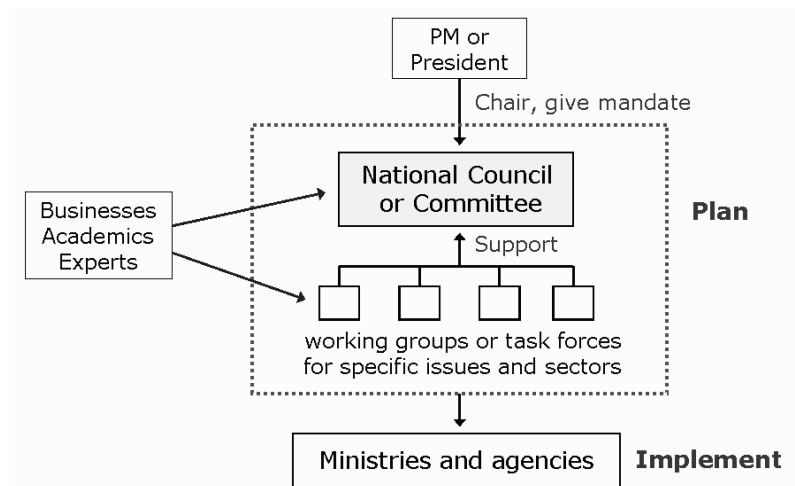 PM or
President
Chair, give mandate
National Council
or Committee
Plan
Businesses
Academics
Experts
Support
working groups or task forces
for specific issues and sectors
Ministries and agencies
Implement